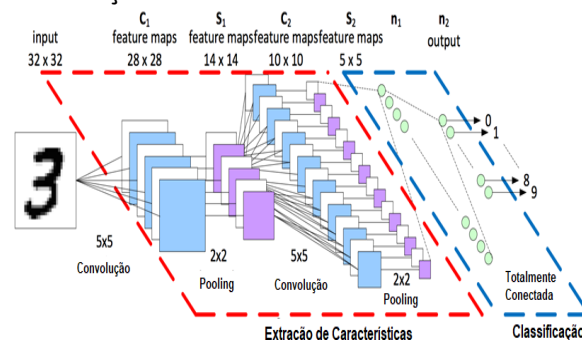 C₁ S₁ C₂ S₂ n₁ n₂
feature maps feature maps feature maps feature maps output
input
32 x 32 28 x 28 14 x 14 10 x 10 5 x 5
0
1
3
8
9
5x5
Convolução
2x2
Pooling
5x5
Convolução
2x2
Pooling
Totalmente
Conectada
Extração de Características
Classificação